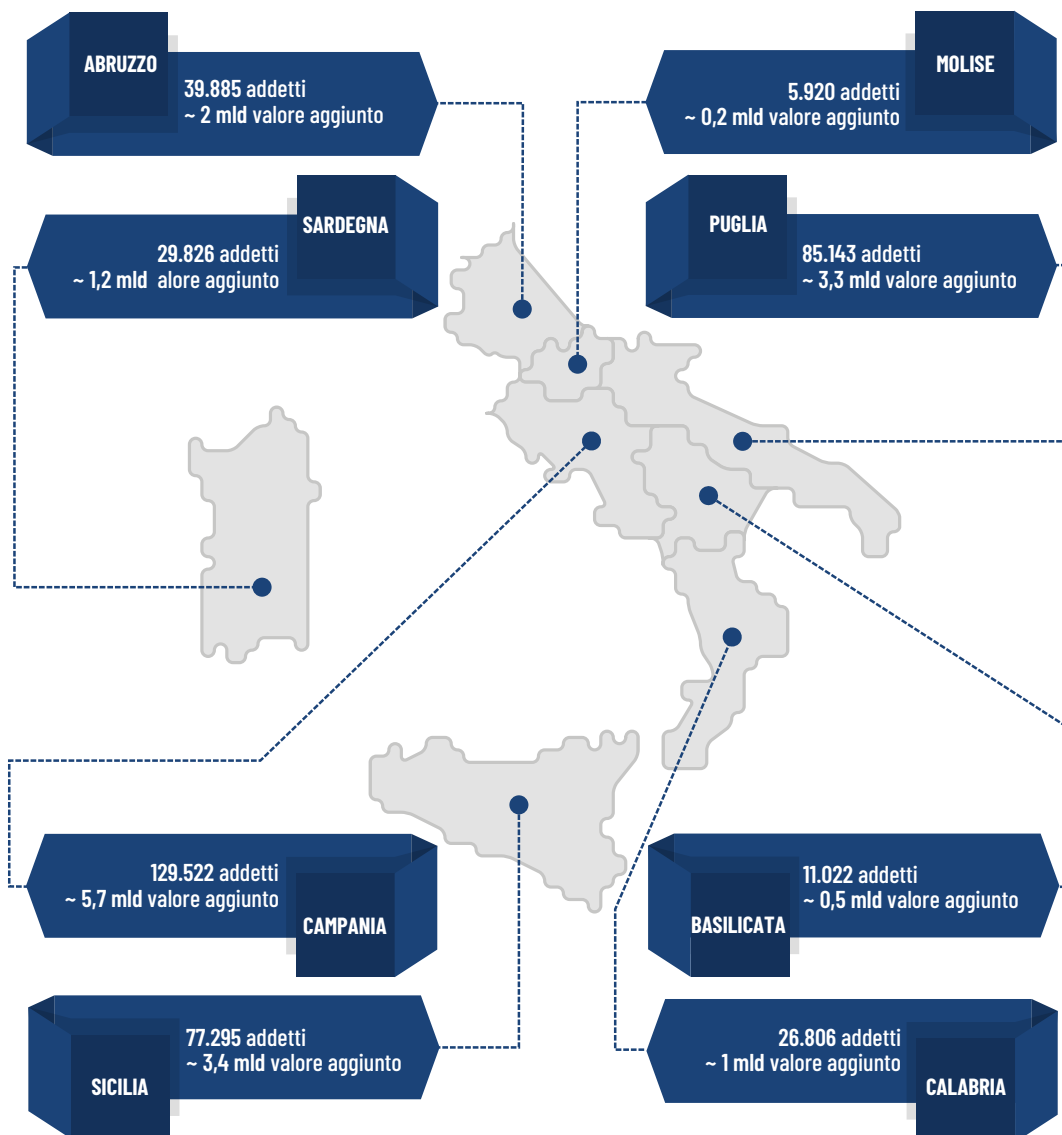 ABRUZZO
39.885 addetti
~ 2 mld valore aggiunto
MOLISE
5.920 addetti
~ 0,2 mld valore aggiunto
SARDEGNA
29.826 addetti
~ 1,2 mld alore aggiunto
PUGLIA
85.143 addetti
~ 3,3 mld valore aggiunto
129.522 addetti
~ 5,7 mld valore aggiunto
CAMPANIA
11.022 addetti
~ 0,5 mld valore aggiunto
BASILICATA
77.295 addetti
~ 3,4 mld valore aggiunto
SICILIA
26.806 addetti
~ 1 mld valore aggiunto
CALABRIA